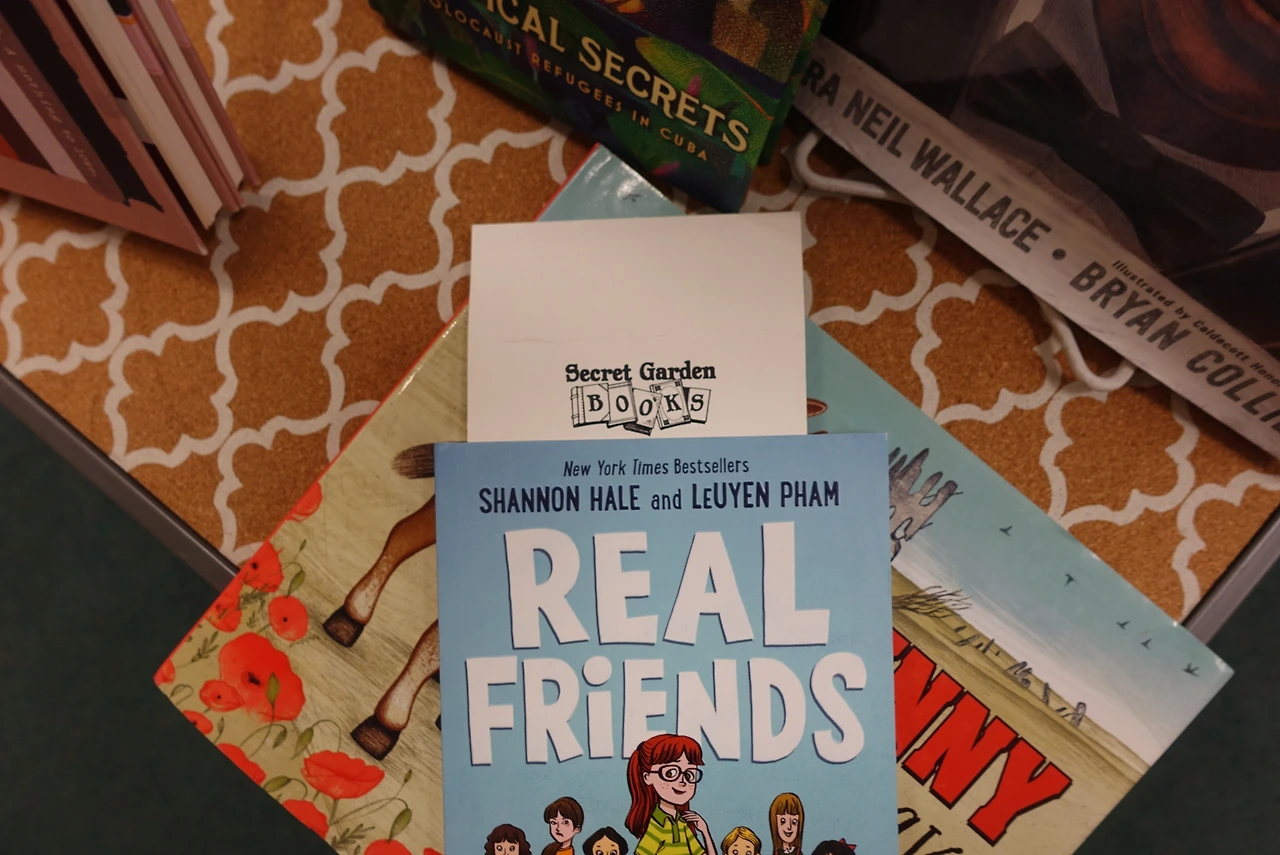 ICAL SECRETS
OLOCAUST REFUGEES IN CUBA
RA NEIL WALLACE • BRYAN COLLI
Illustrated by Caldecott Hono
Secret Garden
BOOKS
New York Times Bestsellers
SHANNON HALE and LEUYEN PHAM
REAL
FRiENDS
NNY